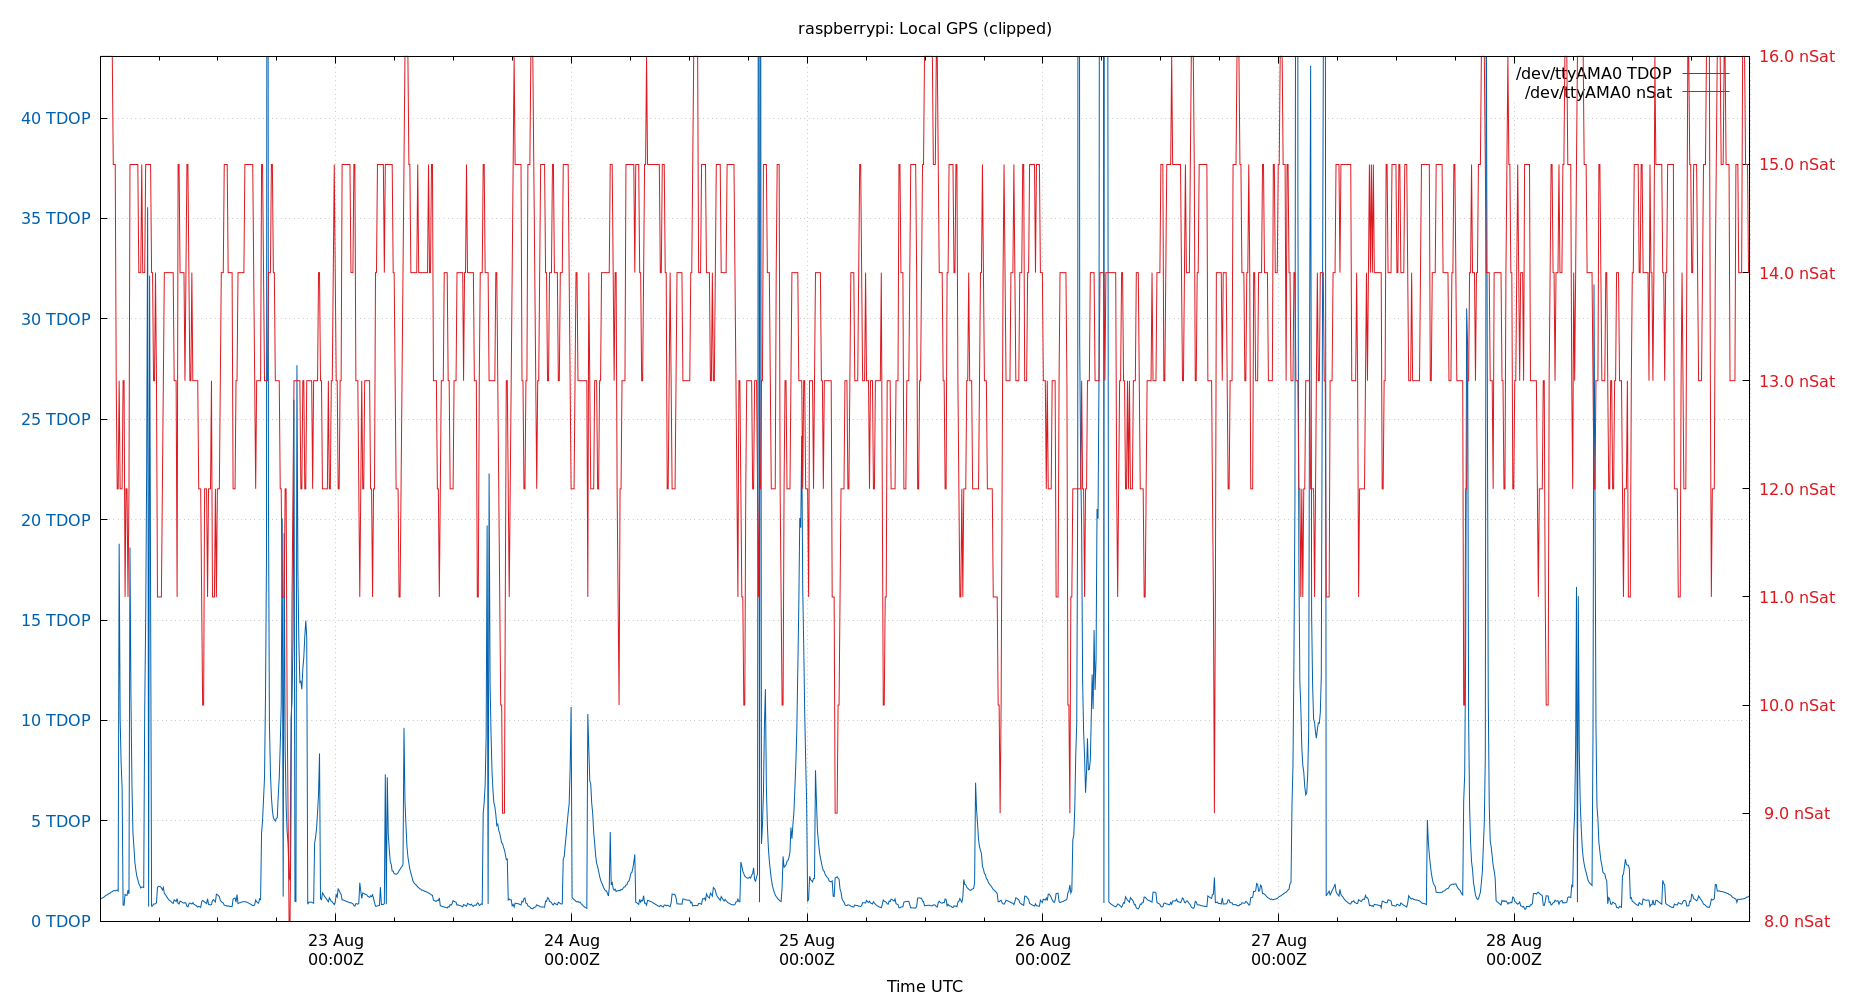 raspberrypi: Local GPS (clipped)
/dev/ttyAMA0 TDOP
/dev/ttyAMA0 nSat
40 TDOP
35 TDOP
30 TDOP
25 TDOP
20 TDOP
15 TDOP
10 TDOP
5 TDOP
0 TDOP
16.0 nSat
15.0 nSat
14.0 nSat
13.0 nSat
12.0 nSat
11.0 nSat
10.0 nSat
9.0 nSat
8.0 nSat
23 Aug
00:00Z
24 Aug
00:00Z
25 Aug
00:00Z
26 Aug
00:00Z
27 Aug
00:00Z
28 Aug
00:00Z
Time UTC